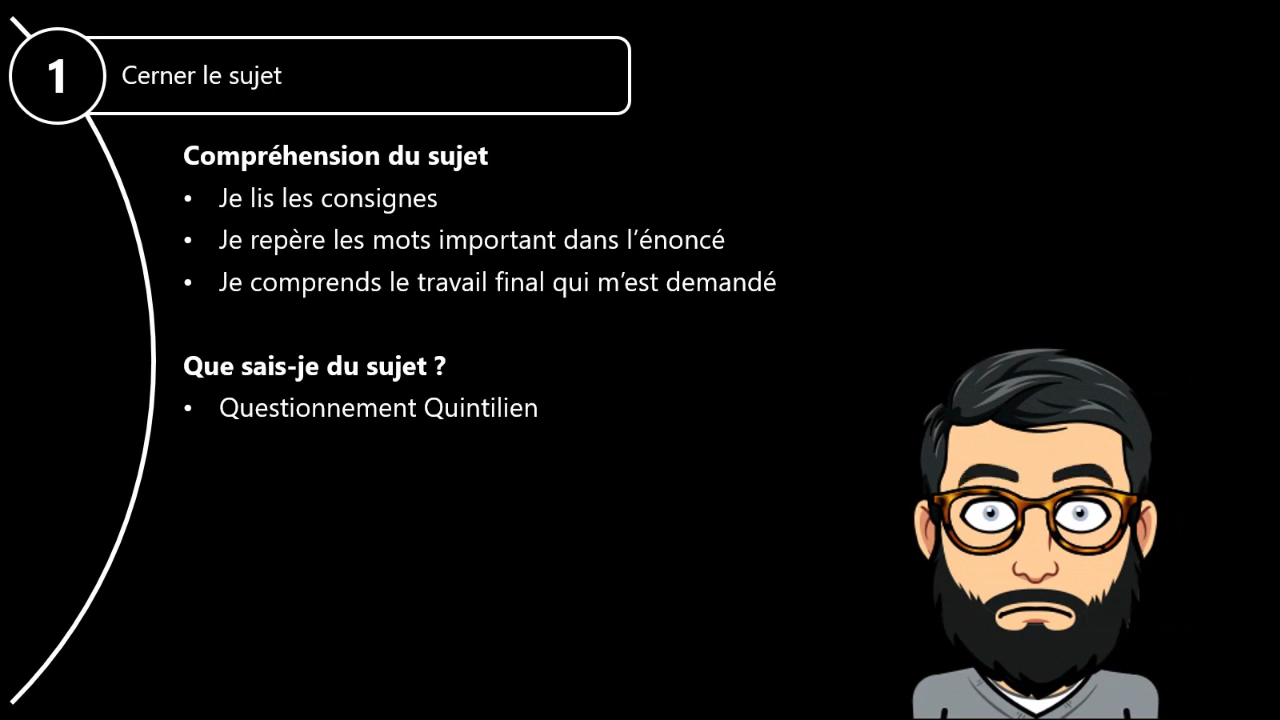 1
Cerner le sujet
Compréhension du sujet
• Je lis les consignes
• Je repère les mots important dans l’énoncé
• Je comprends le travail final qui m’est demandé
Que sais-je du sujet ?
• Questionnement Quintilien